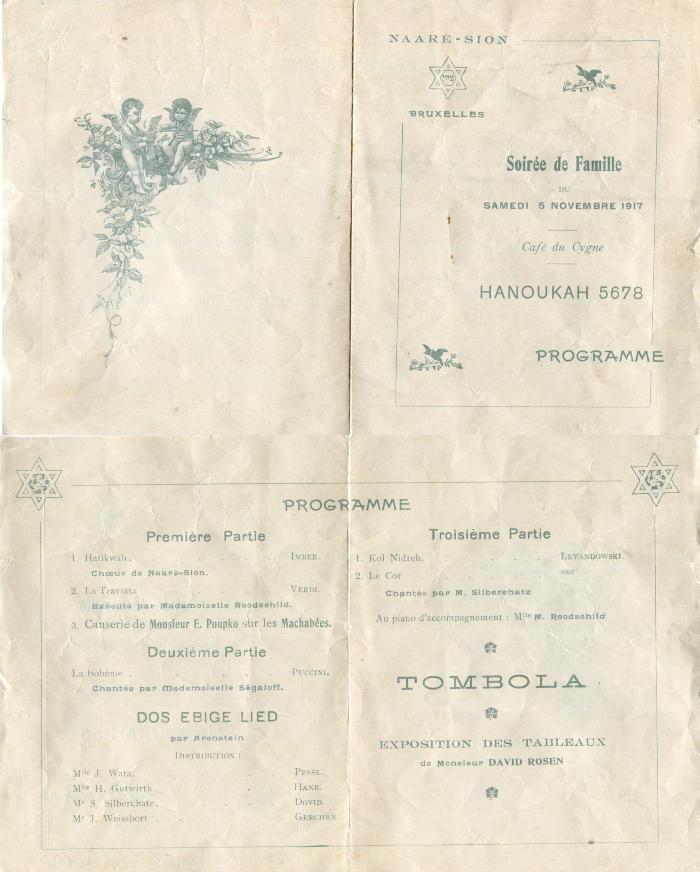 NAARÉ-SION
ציון
BRUXELLES
Soirée de Famille
DU
SAMEDI 5 NOVEMBRE 1917
Café du Cygne
HANOUKAH 5678
PROGRAMME
PROGRAMME
Première Partie
1. Hatikwah. IMBER.
Chœur de Naaré-Sion.
2. La Traviata VERDI.
Exécuté par Mademoiselle Roodschild.
3. Causerie de Monsieur E. Poupko sur les Machabées.
Deuxième Partie
La bohème . PUCCINI.
Chantée par Mademoiselle Ségaloff.
DOS EBIGE LIED
par Arenstein
DISTRIBUTION :
Mlle J. Wata. PESSE.
Mlle H. Gutwirth. HANE.
Mr S. Silberchatz. DOVID.
Mr J. Weissbort . GERCHEN
Troisième Partie
1. Kol Nidreh. LEVANDOWSKI.
2. Le Cor
Chantés par M. Silberchatz
Au piano d'accompagnement : Mlle M. Roodschild
TOMBOLA
EXPOSITION DES TABLEAUX
de Monsieur DAVID ROSEN